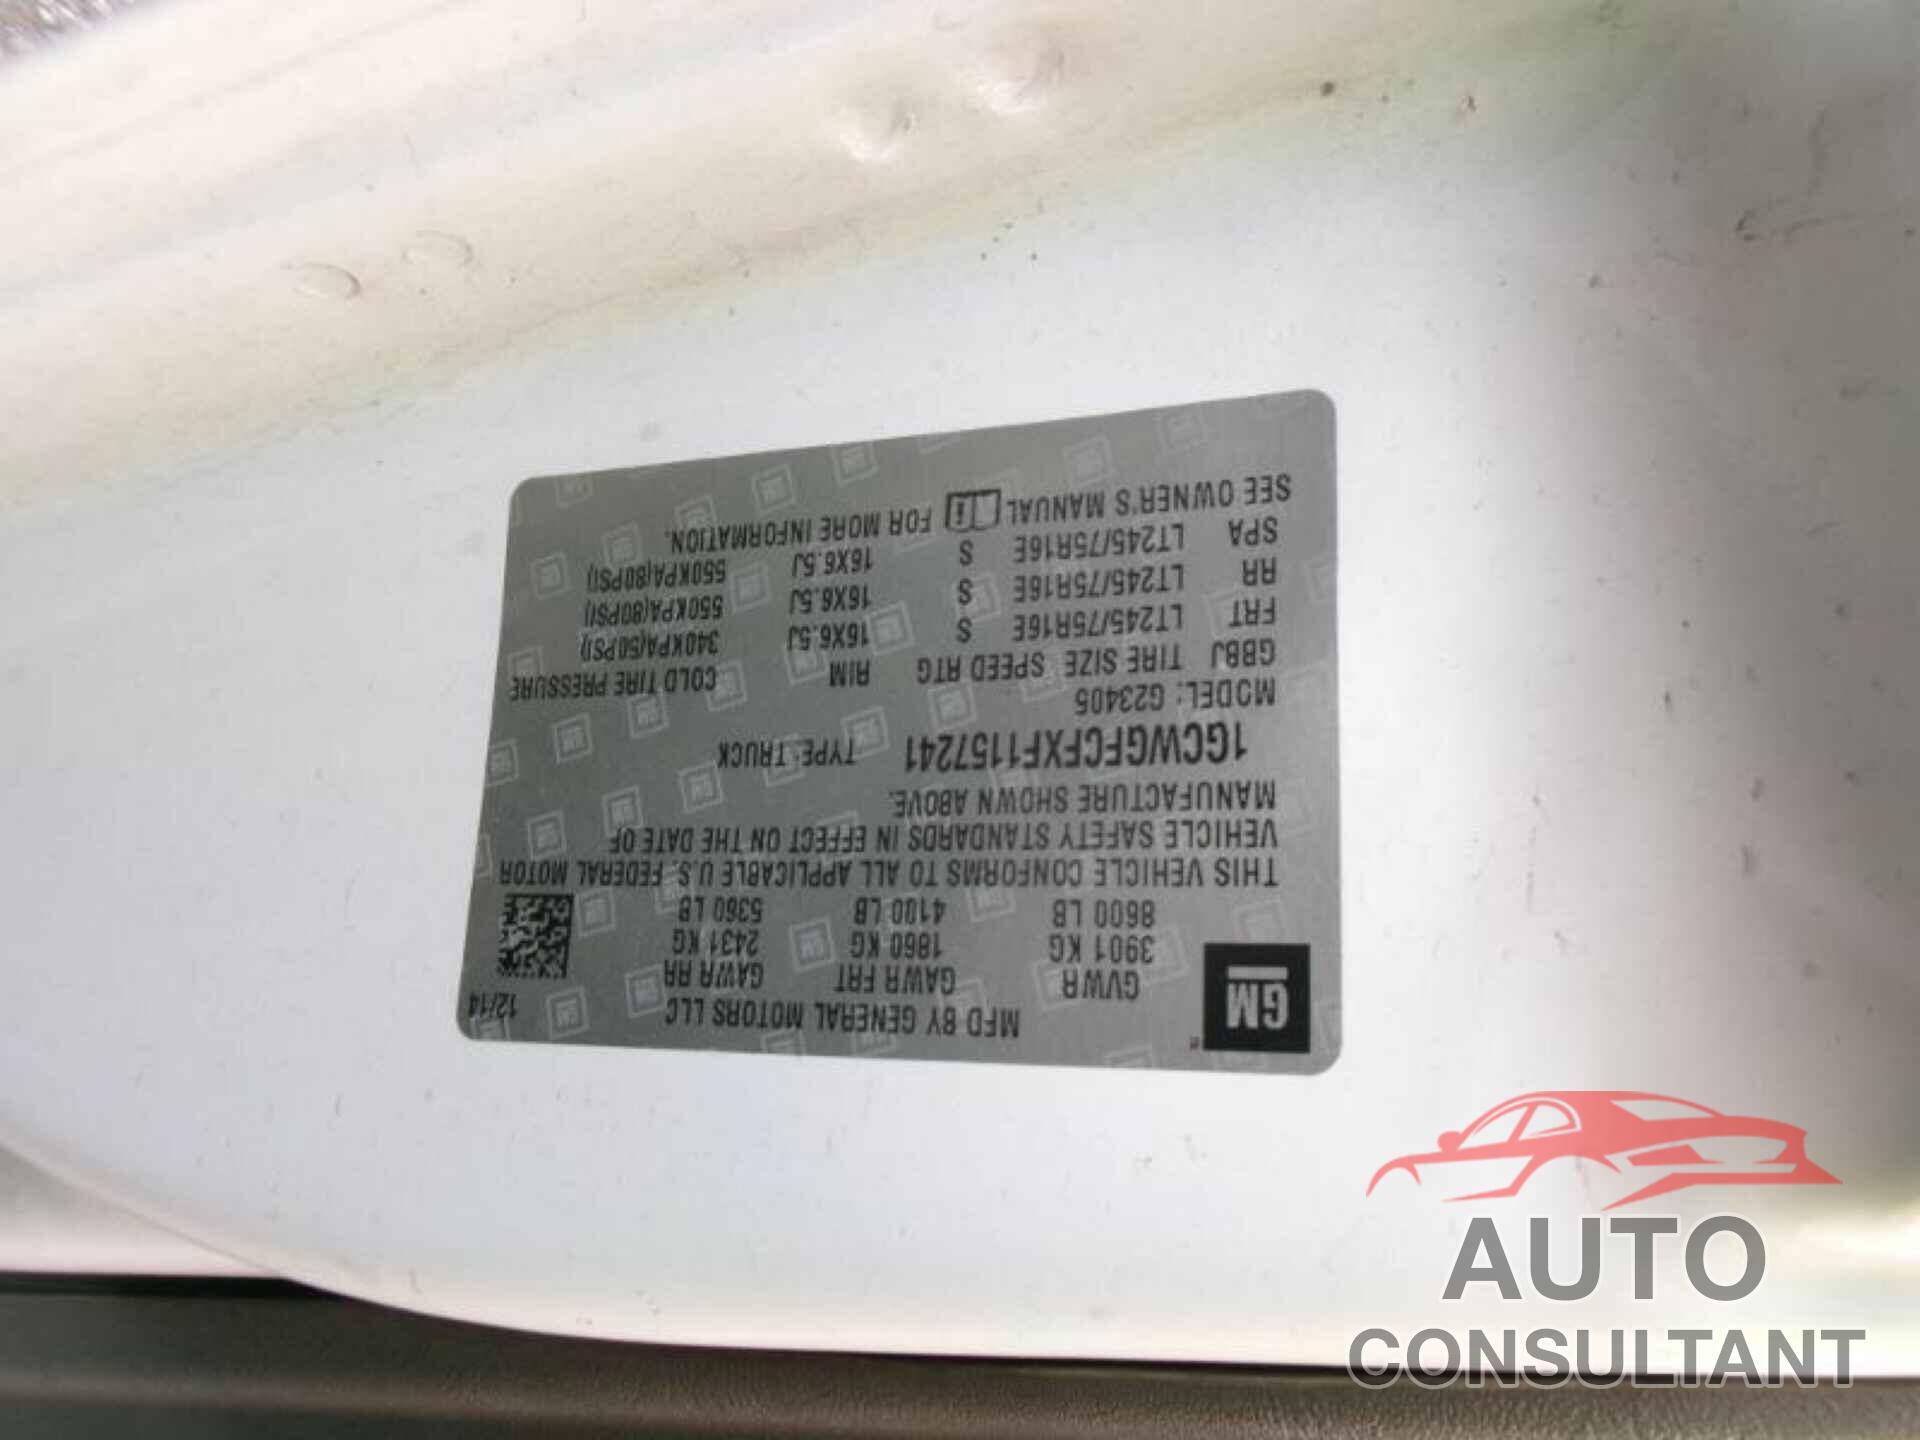 MFD BY GENERAL MOTORS LLC 12/14
GM
GVWR GAWR FRT GAWR RR
3901 KG 1860 KG 2431 KG
8600 LB 4100 LB 5360 LB
THIS VEHICLE CONFORMS TO ALL APPLICABLE U.S. FEDERAL MOTOR
VEHICLE SAFETY STANDARDS IN EFFECT ON THE DATE OF
MANUFACTURE SHOWN ABOVE.
1GCWGFCFXF1157241 TYPE: TRUCK
MODEL: G23405
GBBJ TIRE SIZE SPEED RTG RIM COLD TIRE PRESSURE
FRT LT245/75R16E S 16X6.5J 340KPA(50PSI)
RR LT245/75R16E S 16X6.5J 550KPA(80PSI)
SPA LT245/75R16E S 16X6.5J 550KPA(80PSI)
SEE OWNER'S MANUAL FOR MORE INFORMATION.
AUTO
CONSULTANT